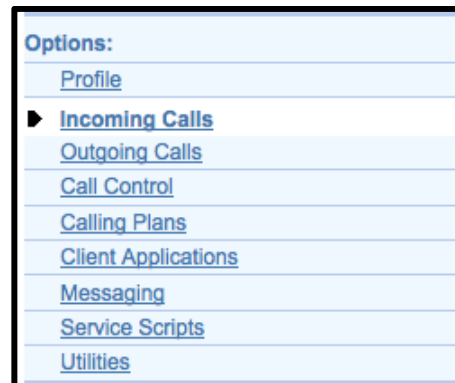 Options:
Profile
Incoming Calls
Outgoing Calls
Call Control
Calling Plans
Client Applications
Messaging
Service Scripts
Utilities